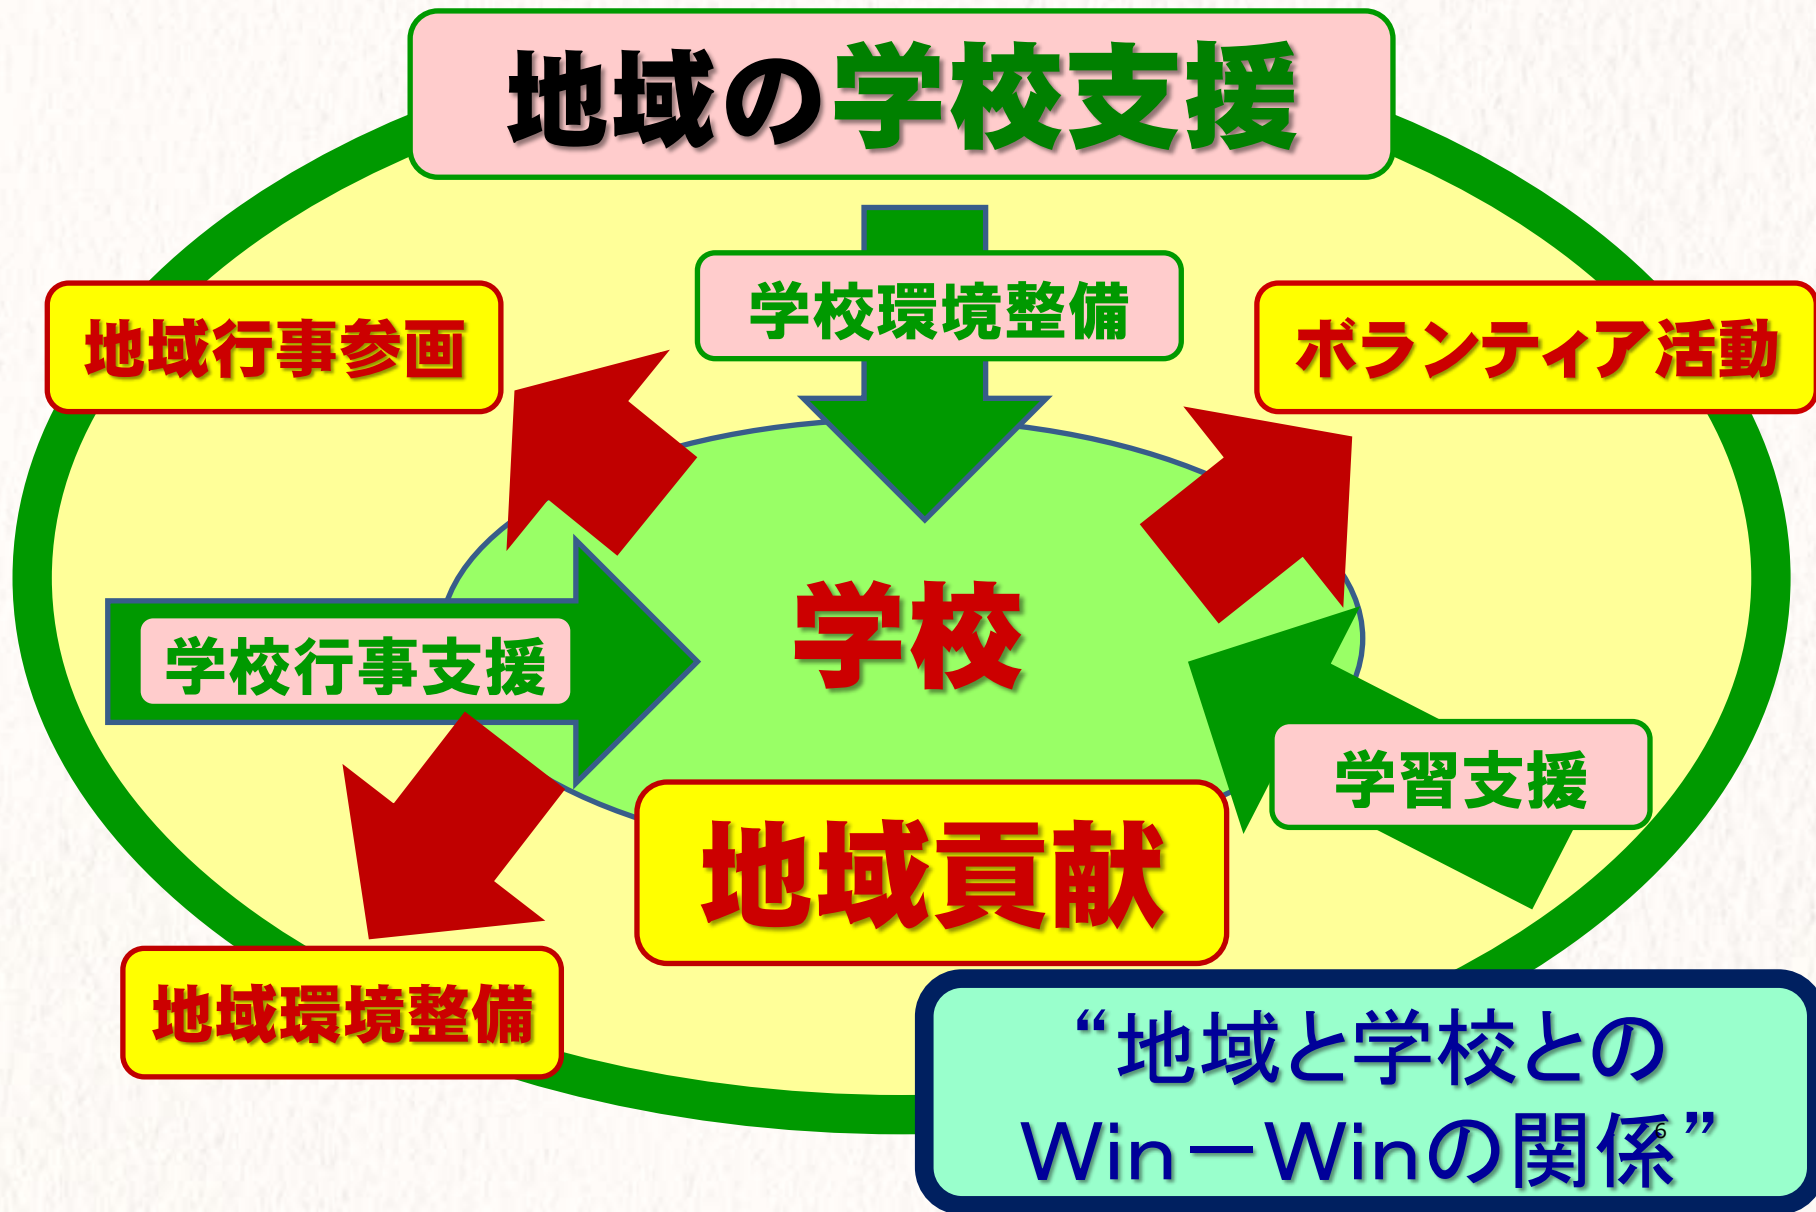 地域の学校支援
学校環境整備
地域行事参画
ボランティア活動
学校
学校行事支援
学習支援
地域貢献
地域環境整備
“地域と学校との
Win－Winの関係”
6